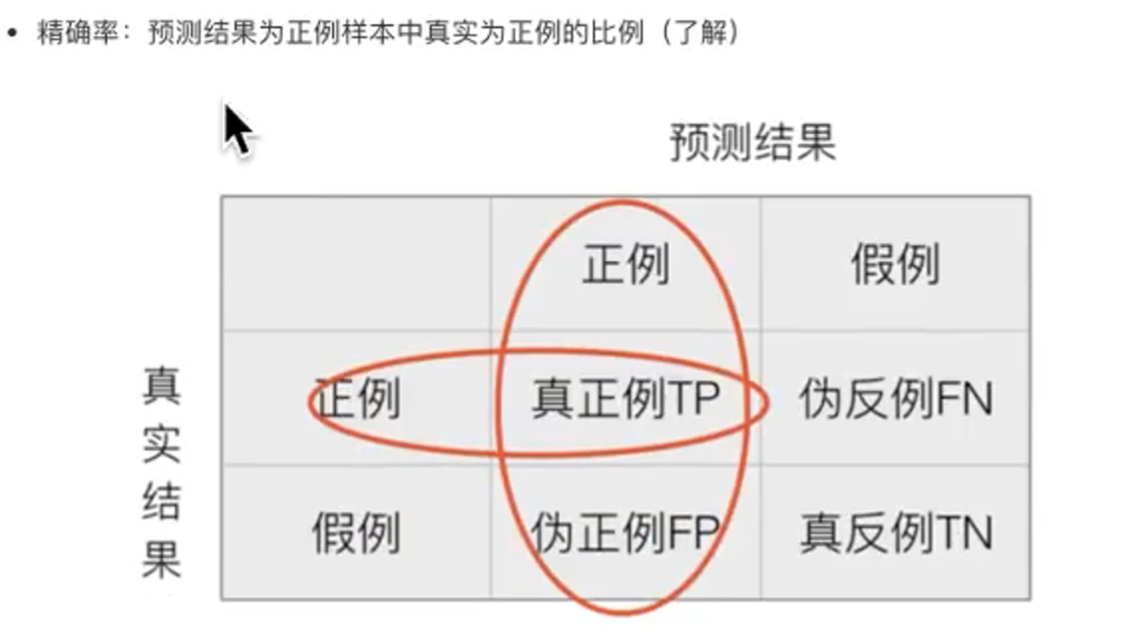 • 精确率：预测结果为正例样本中真实为正例的比例（了解）
预测结果
正例 假例
真实结果
正例 真正例TP 伪反例FN
假例 伪正例FP 真反例TN